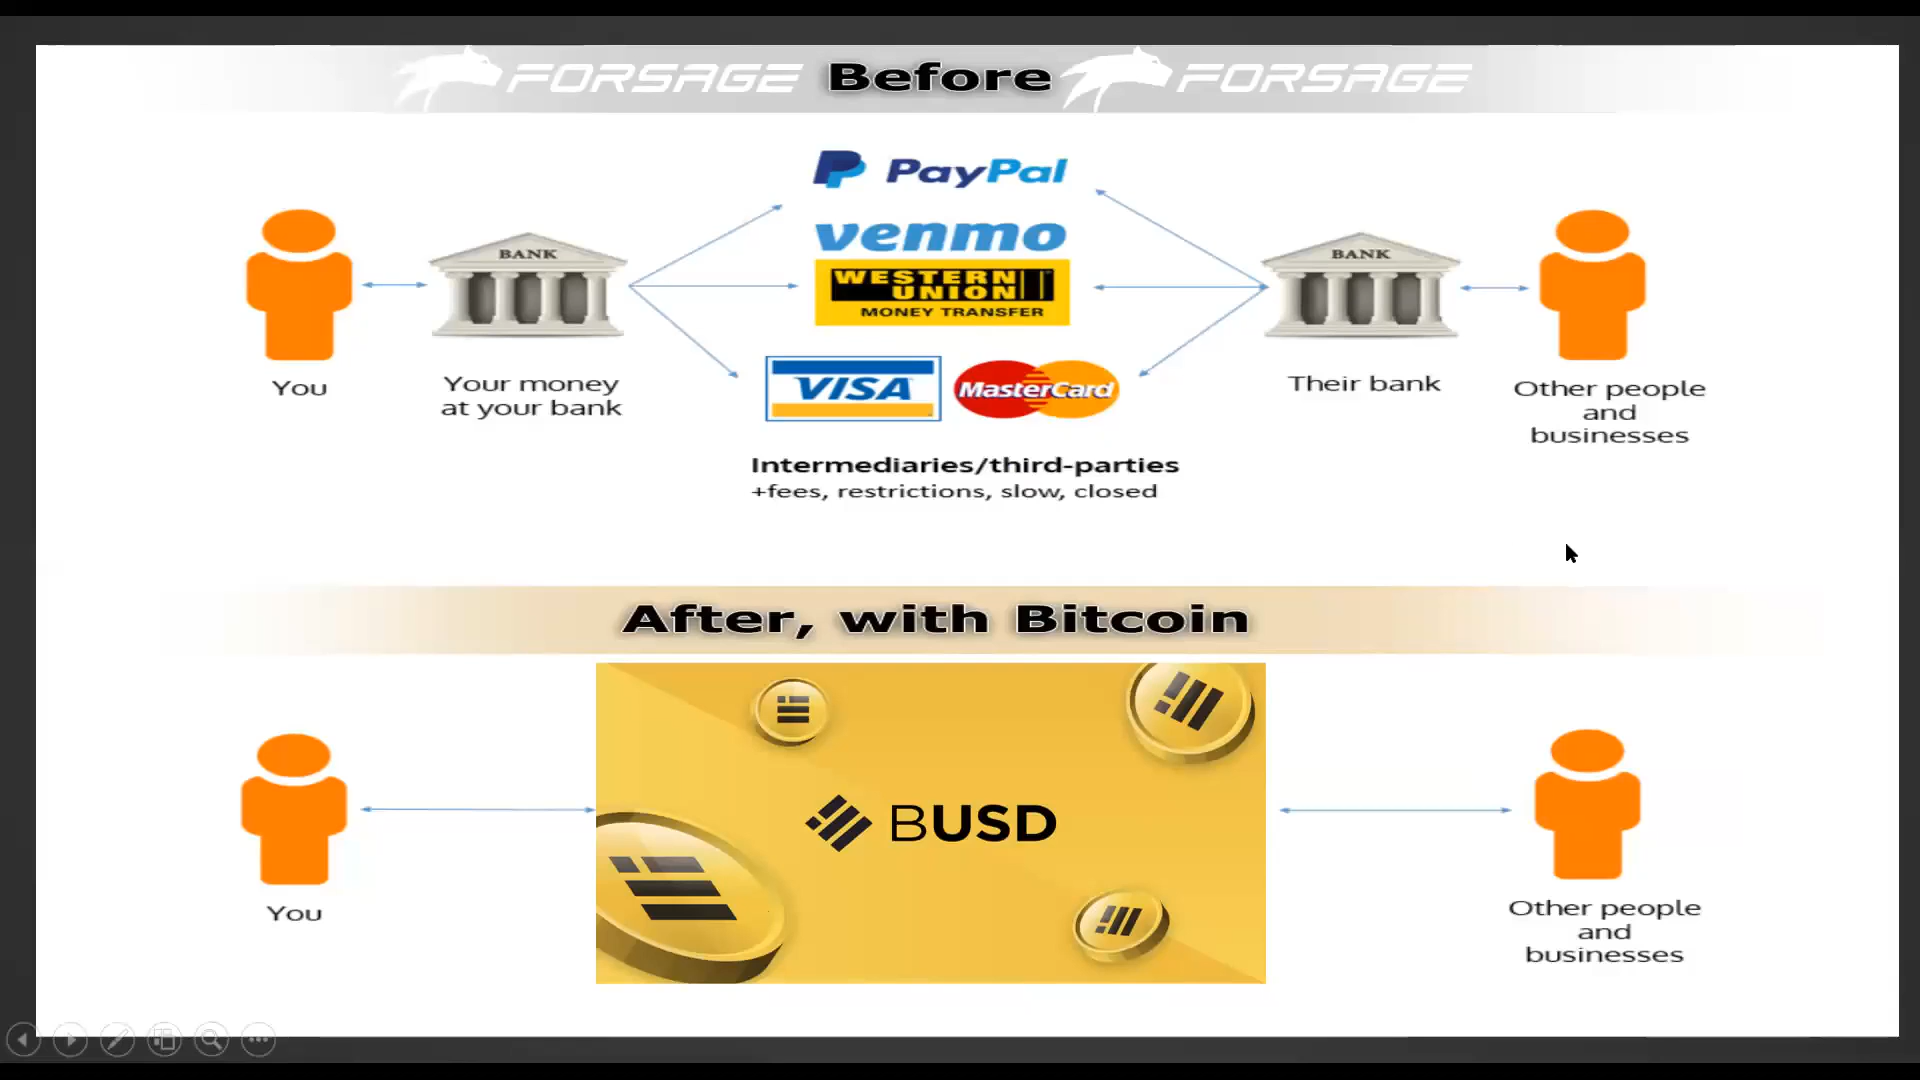 FORSAGE Before FORSAGE
PayPal
venmo
WESTERN
UNION
MONEY TRANSFER
BANK
BANK
VISA
MasterCard
You
Your money
at your bank
Their bank
Other people
and
businesses
Intermediaries/third-parties
+fees, restrictions, slow, closed
After, with Bitcoin
BUSD
You
Other people
and
businesses